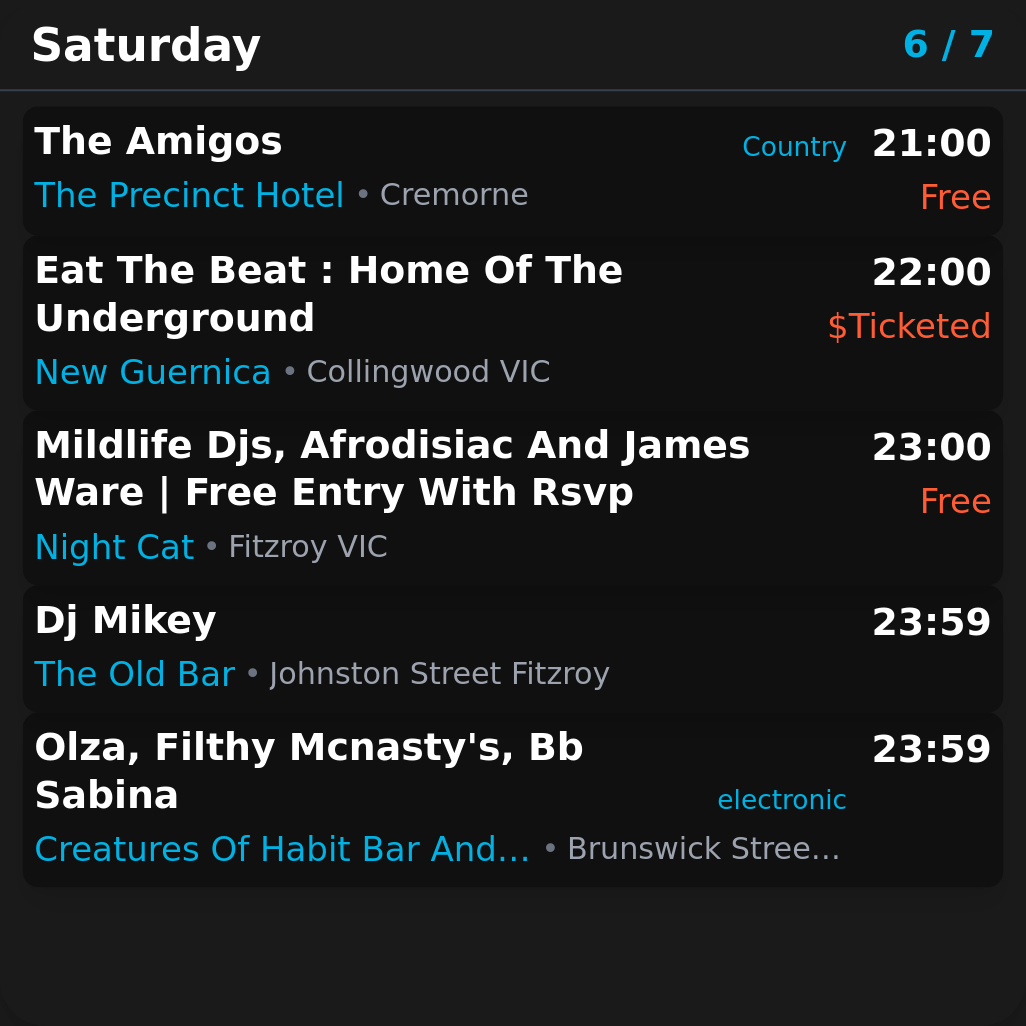 Saturday
6 / 7
The Amigos
Country
21:00
The Precinct Hotel • Cremorne
Free
Eat The Beat : Home Of The
Underground
22:00
$Ticketed
New Guernica • Collingwood VIC
Mildlife Djs, Afrodisiac And James
Ware | Free Entry With Rsvp
23:00
Free
Night Cat • Fitzroy VIC
Dj Mikey
23:59
The Old Bar • Johnston Street Fitzroy
Olza, Filthy Mcnasty's, Bb
Sabina
electronic
23:59
Creatures Of Habit Bar And... • Brunswick Stree...